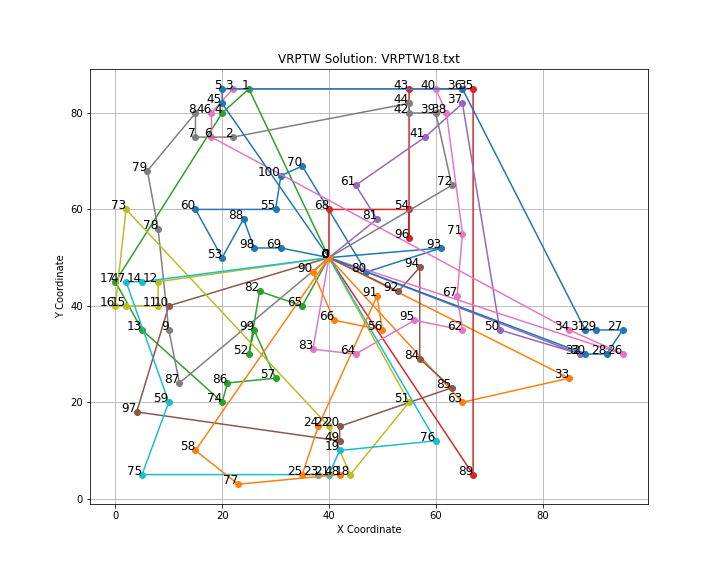 VRPTW Solution: VRPTW18.txt
5 3 1 43 40 36 35
45 44 37
8 46 4 42 39 38
7 6 2 41
79 100 70
61 72
73 60 55 68 54
88 81
78 71
98 69 96 93
53 0
90 80 94
17 47 14 12 82 91 92 67
16 15 11 10 65
13 9 99 66 56 95 62 50 34 31 29 27
52 83 64 84 32 30 28 26
87 86 57 85 33
59 74 51 63
97
24 22 20
49 76
58 19
75 77 25 23 21 48 18 89
80
60
40
20
0
Y Coordinate
0 20 40 60 80
X Coordinate